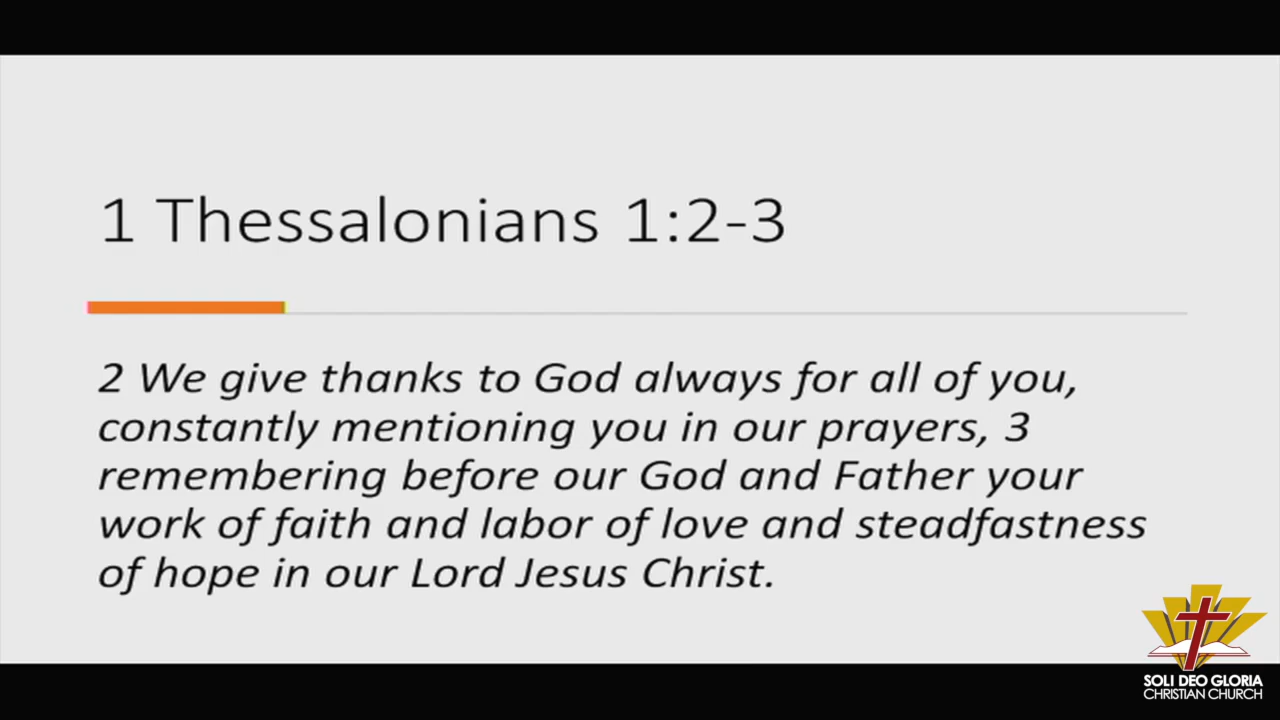 1 Thessalonians 1:2-3
2 We give thanks to God always for all of you,
constantly mentioning you in our prayers, 3
remembering before our God and Father your
work of faith and labor of love and steadfastness
of hope in our Lord Jesus Christ.
SOLI DEO GLORIA
CHRISTIAN CHURCH